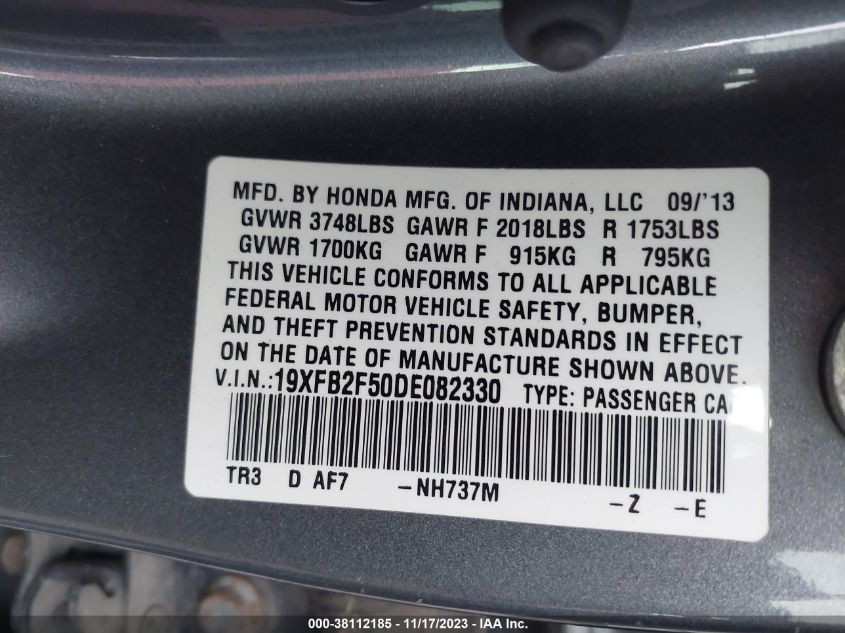 MFD. BY HONDA MFG. OF INDIANA, LLC 09/'13
GVWR 3748LBS GAWR F 2018LBS R 1753LBS
GVWR 1700KG GAWR F 915KG R 795KG
THIS VEHICLE CONFORMS TO ALL APPLICABLE
FEDERAL MOTOR VEHICLE SAFETY, BUMPER,
AND THEFT PREVENTION STANDARDS IN EFFECT
ON THE DATE OF MANUFACTURE SHOWN ABOVE.
V.I.N.:19XFB2F50DE082330 TYPE: PASSENGER CA
TR3 D AF7 -NH737M -Z -E
000-38112185 - 11/17/2023 - IAA Inc.